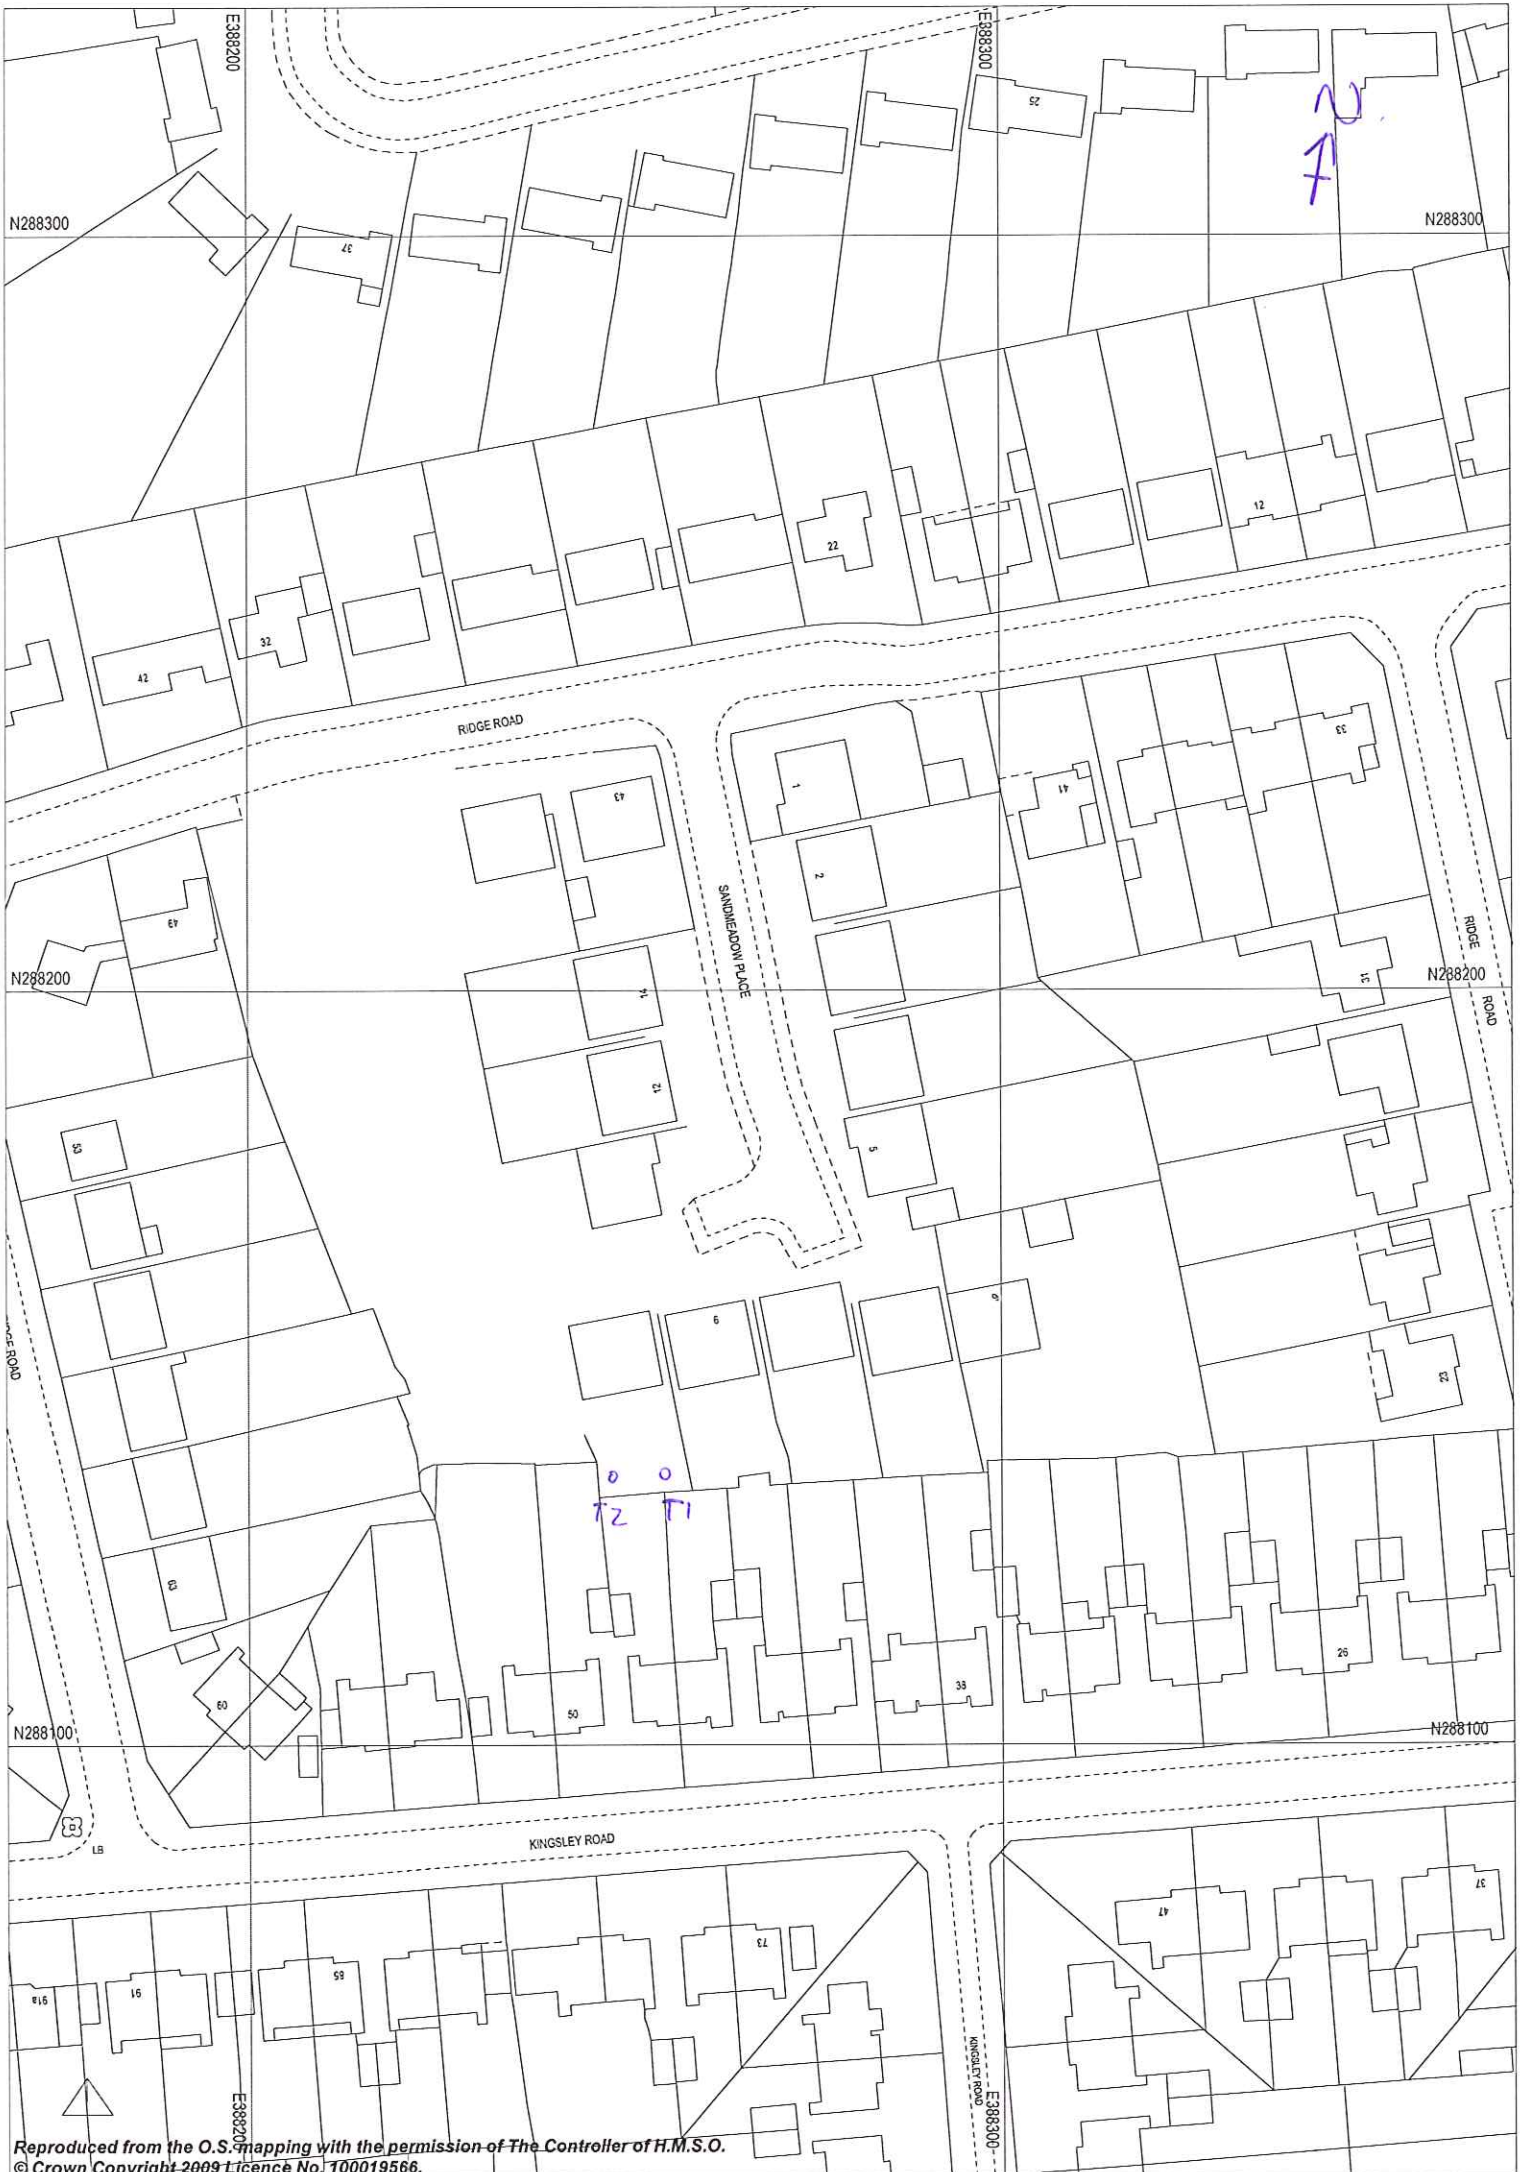 E388200
E388300
25
N
N288300
N288300
37
12
22
32
42
RIDGE ROAD
33
43
1
41
2
SANDMEADOW PLACE
49
RIDGE
ROAD
31
N288200
N288200
14
12
53
5
6
9
23
T2 T1
63
26
38
50
60
N288100
N288100
LB
KINGSLEY ROAD
37
47
73
85
91
91a
KINGSLEY ROAD
E388200
E388300
Reproduced from the O.S. mapping with the permission of The Controller of H.M.S.O.
© Crown Copyright 2009 Licence No. 100019566.